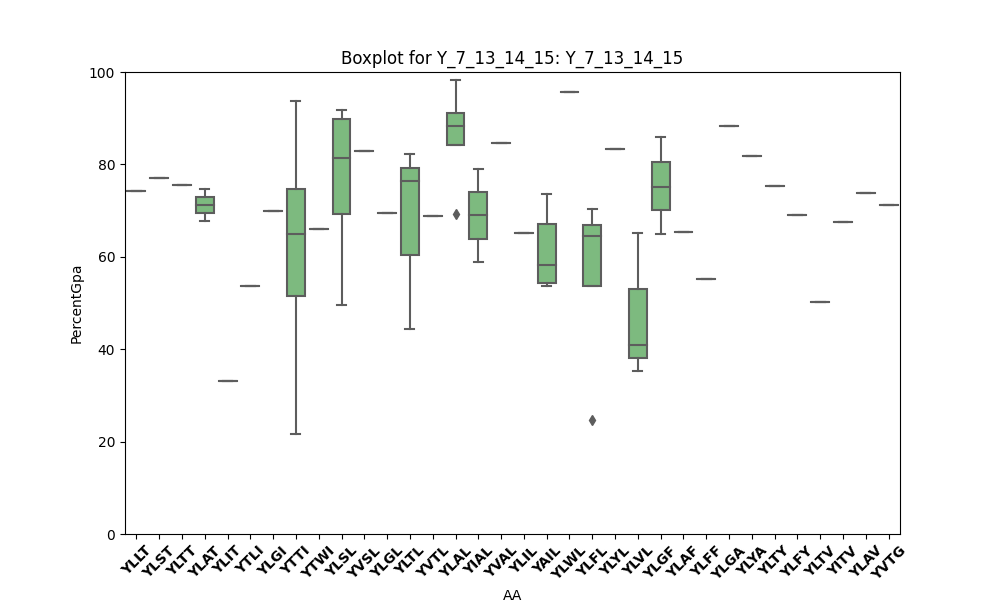 Boxplot for Y_7_13_14_15: Y_7_13_14_15
100
80
60
40
20
0
PercentGpa
YLLT YLST YLTT YLAT YLIT YTLI YLGI YTTI YTWI YLSL YVSL YLGL YLTL YVTL YLAL YIAL YVAL YLIL YAIL YLWL YLFL YLYL YLVL YLGF YLAF YLFF YLGA YLYA YLTY YLFY YLTV YITV YLAV YVTG
AA